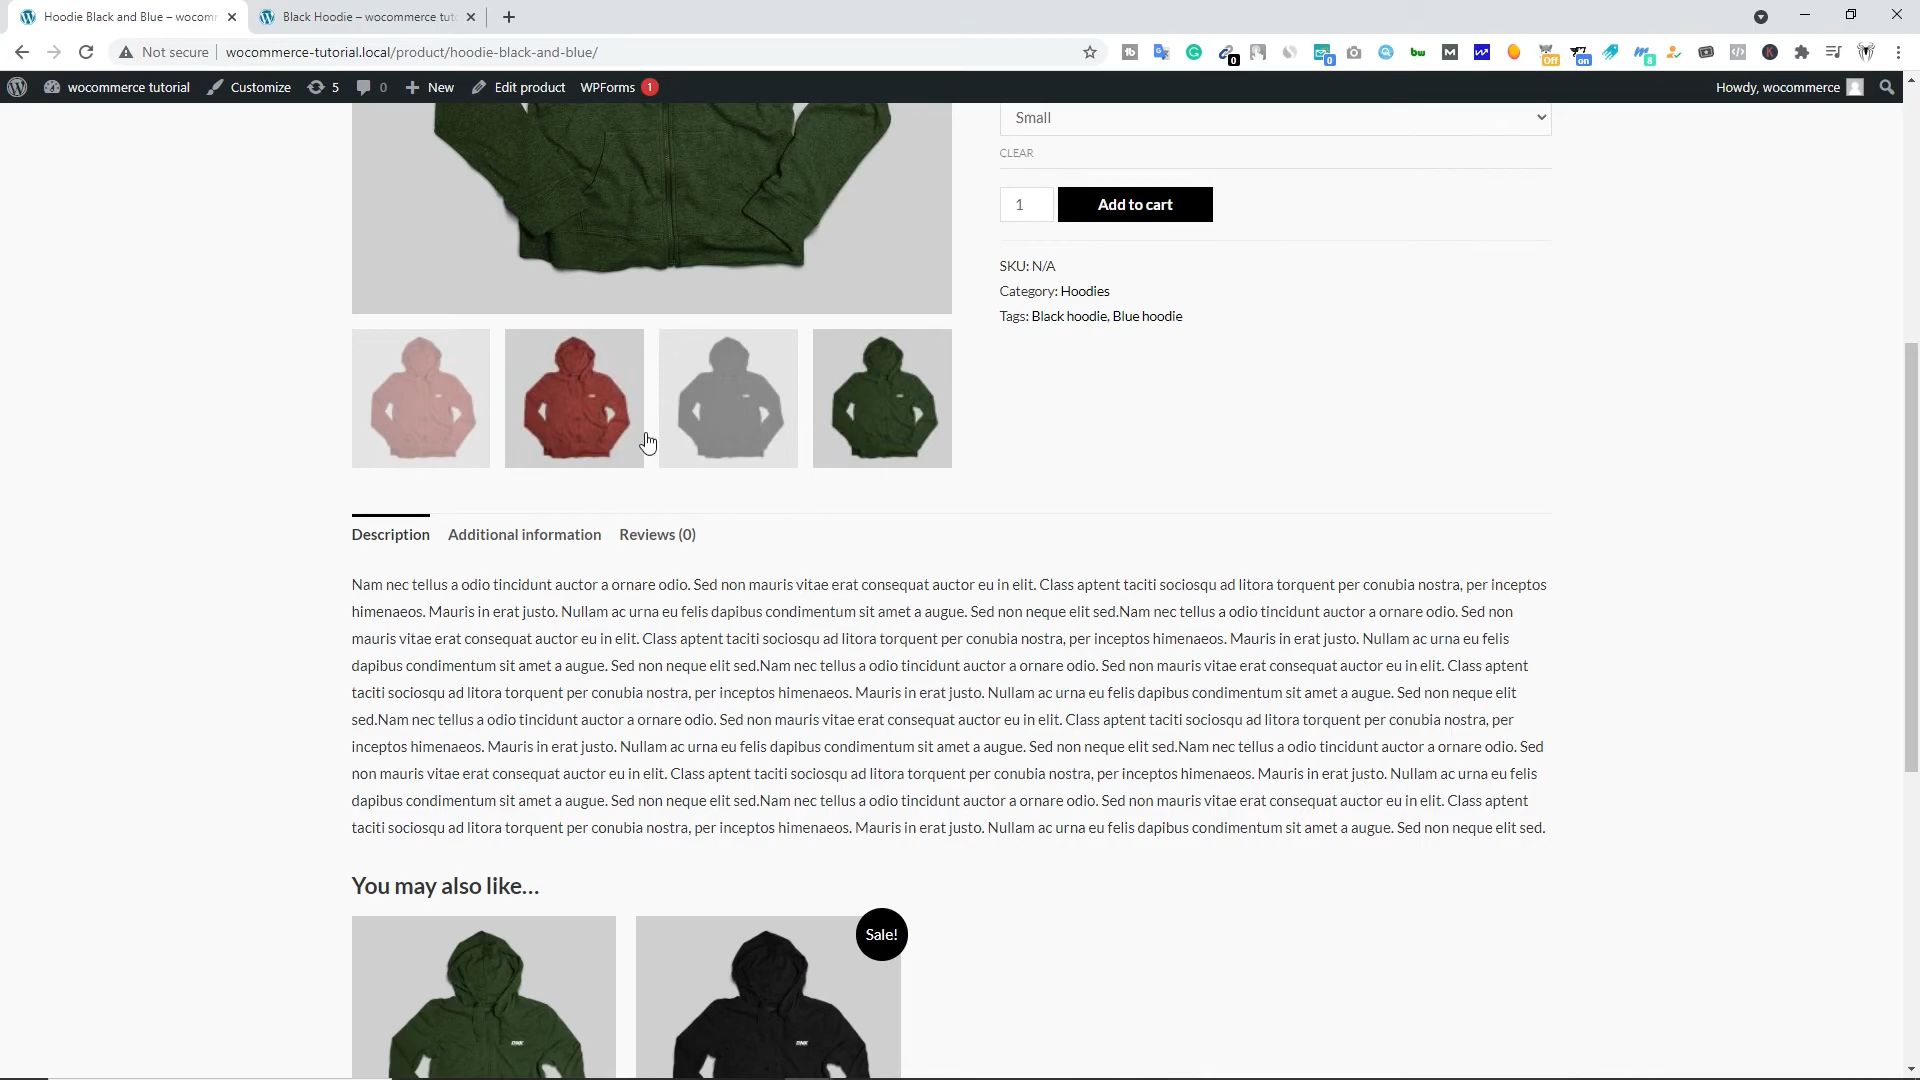 Hoodie Black and Blue – wocomm
Black Hoodie – wocommerce tut
Not secure
wocommerce-tutorial.local/product/hoodie-black-and-blue/
wocommerce tutorial
Customize
5
0
New
Edit product
WPForms
1
Howdy, wocommerce
Small
CLEAR
1
Add to cart
SKU: N/A
Category: Hoodies
Tags: Black hoodie, Blue hoodie
Description
Additional information
Reviews (0)
Nam nec tellus a odio tincidunt auctor a ornare odio. Sed non mauris vitae erat consequat auctor eu in elit. Class aptent taciti sociosqu ad litora torquent per conubia nostra, per inceptos
himenaeos. Mauris in erat justo. Nullam ac urna eu felis dapibus condimentum sit amet a augue. Sed non neque elit sed.Nam nec tellus a odio tincidunt auctor a ornare odio. Sed non
mauris vitae erat consequat auctor eu in elit. Class aptent taciti sociosqu ad litora torquent per conubia nostra, per inceptos himenaeos. Mauris in erat justo. Nullam ac urna eu felis
dapibus condimentum sit amet a augue. Sed non neque elit sed.Nam nec tellus a odio tincidunt auctor a ornare odio. Sed non mauris vitae erat consequat auctor eu in elit. Class aptent
taciti sociosqu ad litora torquent per conubia nostra, per inceptos himenaeos. Mauris in erat justo. Nullam ac urna eu felis dapibus condimentum sit amet a augue. Sed non neque elit
sed.Nam nec tellus a odio tincidunt auctor a ornare odio. Sed non mauris vitae erat consequat auctor eu in elit. Class aptent taciti sociosqu ad litora torquent per conubia nostra, per
inceptos himenaeos. Mauris in erat justo. Nullam ac urna eu felis dapibus condimentum sit amet a augue. Sed non neque elit sed.Nam nec tellus a odio tincidunt auctor a ornare odio. Sed
non mauris vitae erat consequat auctor eu in elit. Class aptent taciti sociosqu ad litora torquent per conubia nostra, per inceptos himenaeos. Mauris in erat justo. Nullam ac urna eu felis
dapibus condimentum sit amet a augue. Sed non neque elit sed.Nam nec tellus a odio tincidunt auctor a ornare odio. Sed non mauris vitae erat consequat auctor eu in elit. Class aptent
taciti sociosqu ad litora torquent per conubia nostra, per inceptos himenaeos. Mauris in erat justo. Nullam ac urna eu felis dapibus condimentum sit amet a augue. Sed non neque elit sed.
You may also like…
Sale!